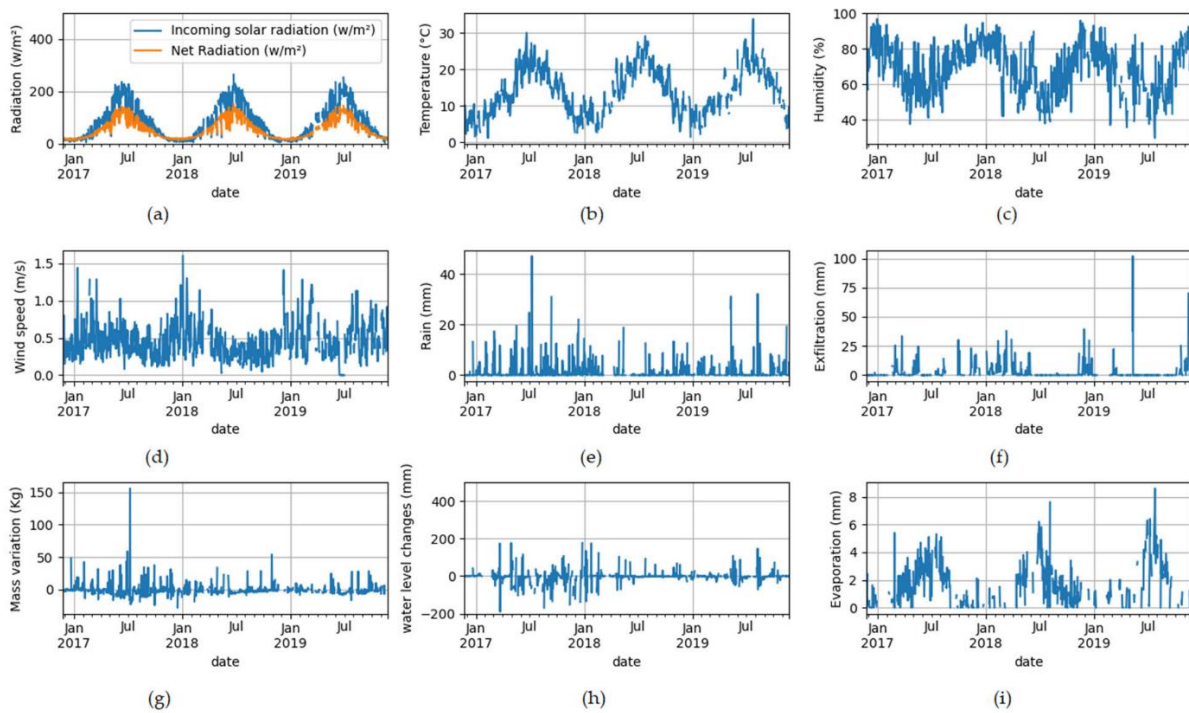 Radiation (w/m²)
400
200
0
Incoming solar radiation (w/m²)
Net Radiation (w/m²)
Jan
2017
Jul
Jan
2018
Jul
Jan
2019
Jul
date
(a)
Temperature (°C)
30
20
10
0
Jan
2017
Jul
Jan
2018
Jul
Jan
2019
Jul
date
(b)
Humidity (%)
100
80
60
40
Jan
2017
Jul
Jan
2018
Jul
Jan
2019
Jul
date
(c)
Wind speed (m/s)
1.5
1.0
0.5
0.0
Jan
2017
Jul
Jan
2018
Jul
Jan
2019
Jul
date
(d)
Rain (mm)
40
20
0
Jan
2017
Jul
Jan
2018
Jul
Jan
2019
Jul
date
(e)
Exfiltration (mm)
100
75
50
25
0
Jan
2017
Jul
Jan
2018
Jul
Jan
2019
Jul
date
(f)
Mass variation (Kg)
150
100
50
0
Jan
2017
Jul
Jan
2018
Jul
Jan
2019
Jul
date
(g)
water level changes (mm)
400
200
0
−200
Jan
2017
Jul
Jan
2018
Jul
Jan
2019
Jul
date
(h)
Evaporation (mm)
8
6
4
2
0
Jan
2017
Jul
Jan
2018
Jul
Jan
2019
Jul
date
(i)